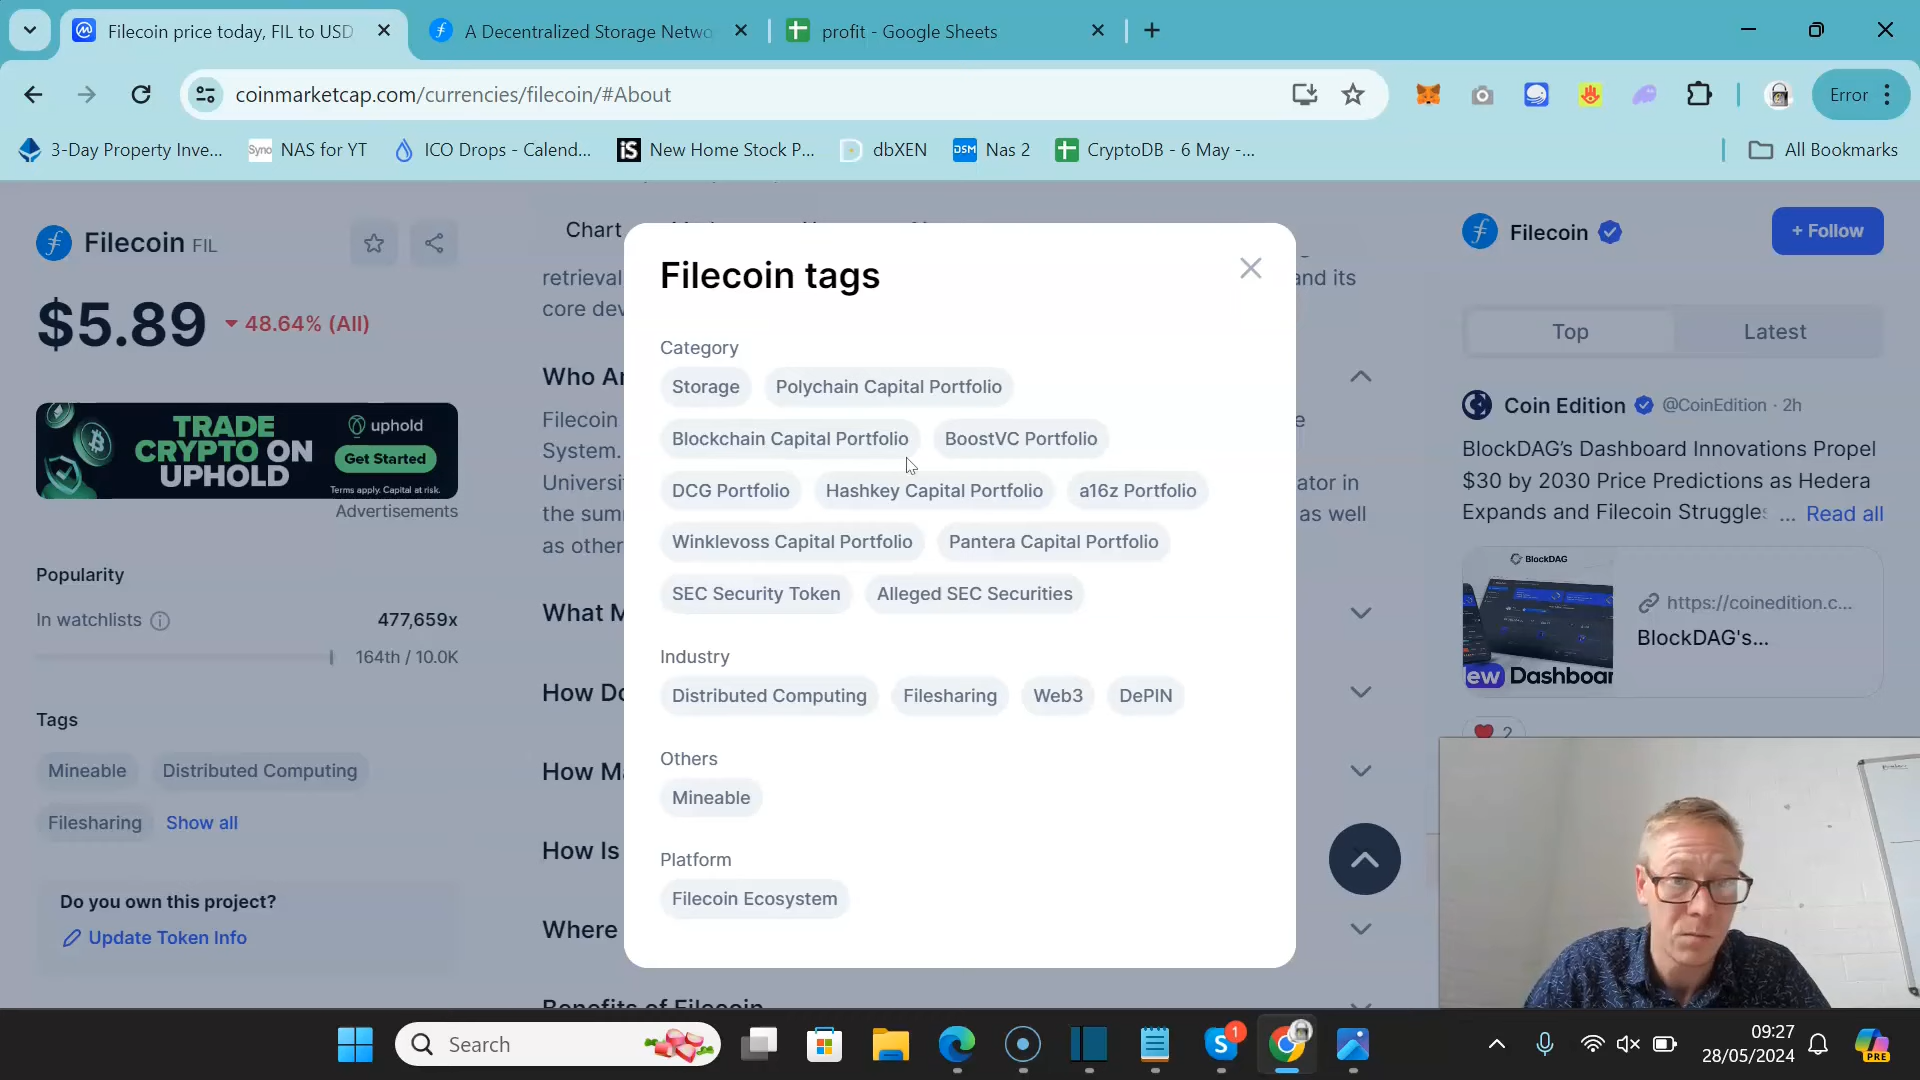 Filecoin price today, FIL to USD
A Decentralized Storage Netwo
profit - Google Sheets
coinmarketcap.com/currencies/filecoin/#About
Error
3-Day Property Inve...
Syno
NAS for YT
ICO Drops - Calend...
iS
New Home Stock P...
dbXEN
DSM
Nas 2
CryptoDB - 6 May -...
All Bookmarks
Filecoin FIL
$5.89
48.64% (All)
TRADE
CRYPTO ON
UPHOLD
uphold
Get Started
Terms apply. Capital at risk.
Advertisements
Popularity
In watchlists
477,659x
164th / 10.0K
Tags
Mineable
Distributed Computing
Filesharing
Show all
Do you own this project?
Update Token Info
Chart
retrieval
and its
core dev
Who Ar
Filecoin
System.
Universi
ator in
the sum
as well
as other
What M
How Do
How Ma
How Is
Where
Benefits of Filecoin
Filecoin tags
Category
Storage
Polychain Capital Portfolio
Blockchain Capital Portfolio
BoostVC Portfolio
DCG Portfolio
Hashkey Capital Portfolio
a16z Portfolio
Winklevoss Capital Portfolio
Pantera Capital Portfolio
SEC Security Token
Alleged SEC Securities
Industry
Distributed Computing
Filesharing
Web3
DePIN
Others
Mineable
Platform
Filecoin Ecosystem
Filecoin
+ Follow
Top
Latest
Coin Edition @CoinEdition · 2h
BlockDAG’s Dashboard Innovations Propel
$30 by 2030 Price Predictions as Hedera
Expands and Filecoin Struggles ... Read all
BlockDAG
ew Dashboar
https://coinedition.c...
BlockDAG's...
2
Search
1
09:27
28/05/2024
PRE